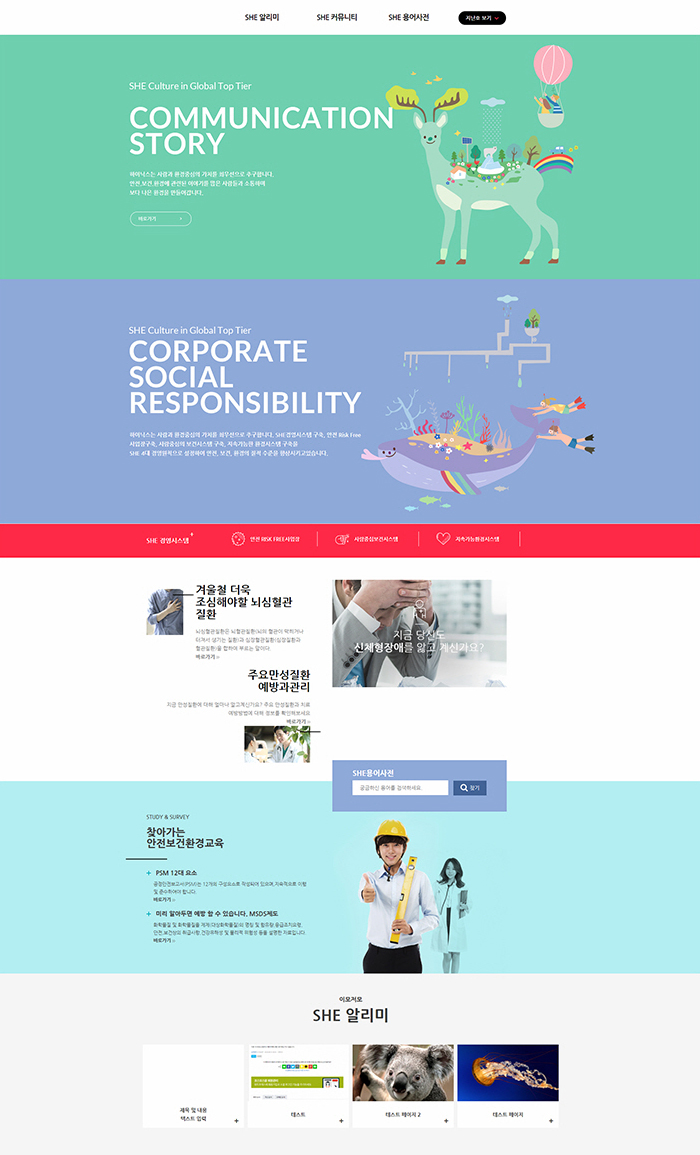 SHE 알리미
SHE 커뮤니티
SHE 용어사전
지난호 보기
SHE Culture in Global Top Tier
COMMUNICATION
STORY
하이닉스는 사람과 환경중심의 가치를 최우선으로 추구합니다.
안전,보건,환경에 관련된 이야기를 많은 사람들과 소통하여
보다 나은 환경을 만들어갑니다.
바로가기 >
SHE Culture in Global Top Tier
CORPORATE
SOCIAL
RESPONSIBILITY
하이닉스는 사람과 환경중심의 가치를 최우선으로 추구합니다. SHE경영시스템 구축, 안전 Risk Free
사업장구축, 사람중심의 보건시스템 구축, 지속가능한 환경시스템 구축을
SHE 4대 경영원칙으로 설정하여 안전, 보건, 환경의 질적 수준을 향상시키고있습니다.
SHE 경영시스템
안전 RISK FREE사업장
사람중심보건시스템
지속가능환경시스템
겨울철 더욱
조심해야할 뇌심혈관
질환
뇌심혈관질환은 뇌혈관질환(뇌의 혈관이 막히거나
터져서 생기는 질환)과 심장혈관질환(심장질환과
혈관질환)을 합하여 부르는 말이다.
바로가기
지금 당신도
신체형장애를 앓고 계신가요?
주요만성질환
예방과관리
지금 만성질환에 대해 얼마나 알고계신가요? 주요 만성질환과 치료
예방방법에 대해 정보를 확인해보세요
바로가기
SHE용어사전
궁금하신 용어를 검색하세요.
찾기
STUDY & SURVEY
찾아가는
안전보건환경교육
+ PSM 12대 요소
공정안전보고서(PSM)는 12개의 구성요소로 작성되어 있으며,지속적으로 이행
및 준수하여야 합니다.
바로가기
+ 미리 알아두면 예방 할 수 있습니다, MSDS제도
화학물질 및 화학물질을 제제(대상화학물질)의 명칭 및 함유량,응급조치요령,
안전,보건상의 취급사항,건강유해성 및 물리적 위험성 등을 설명한 자료입니다.
바로가기
이모저모
SHE 알리미
제목 및 내용
텍스트 입력
+
테스트
+
테스트 페이지 2
+
테스트 페이지
+